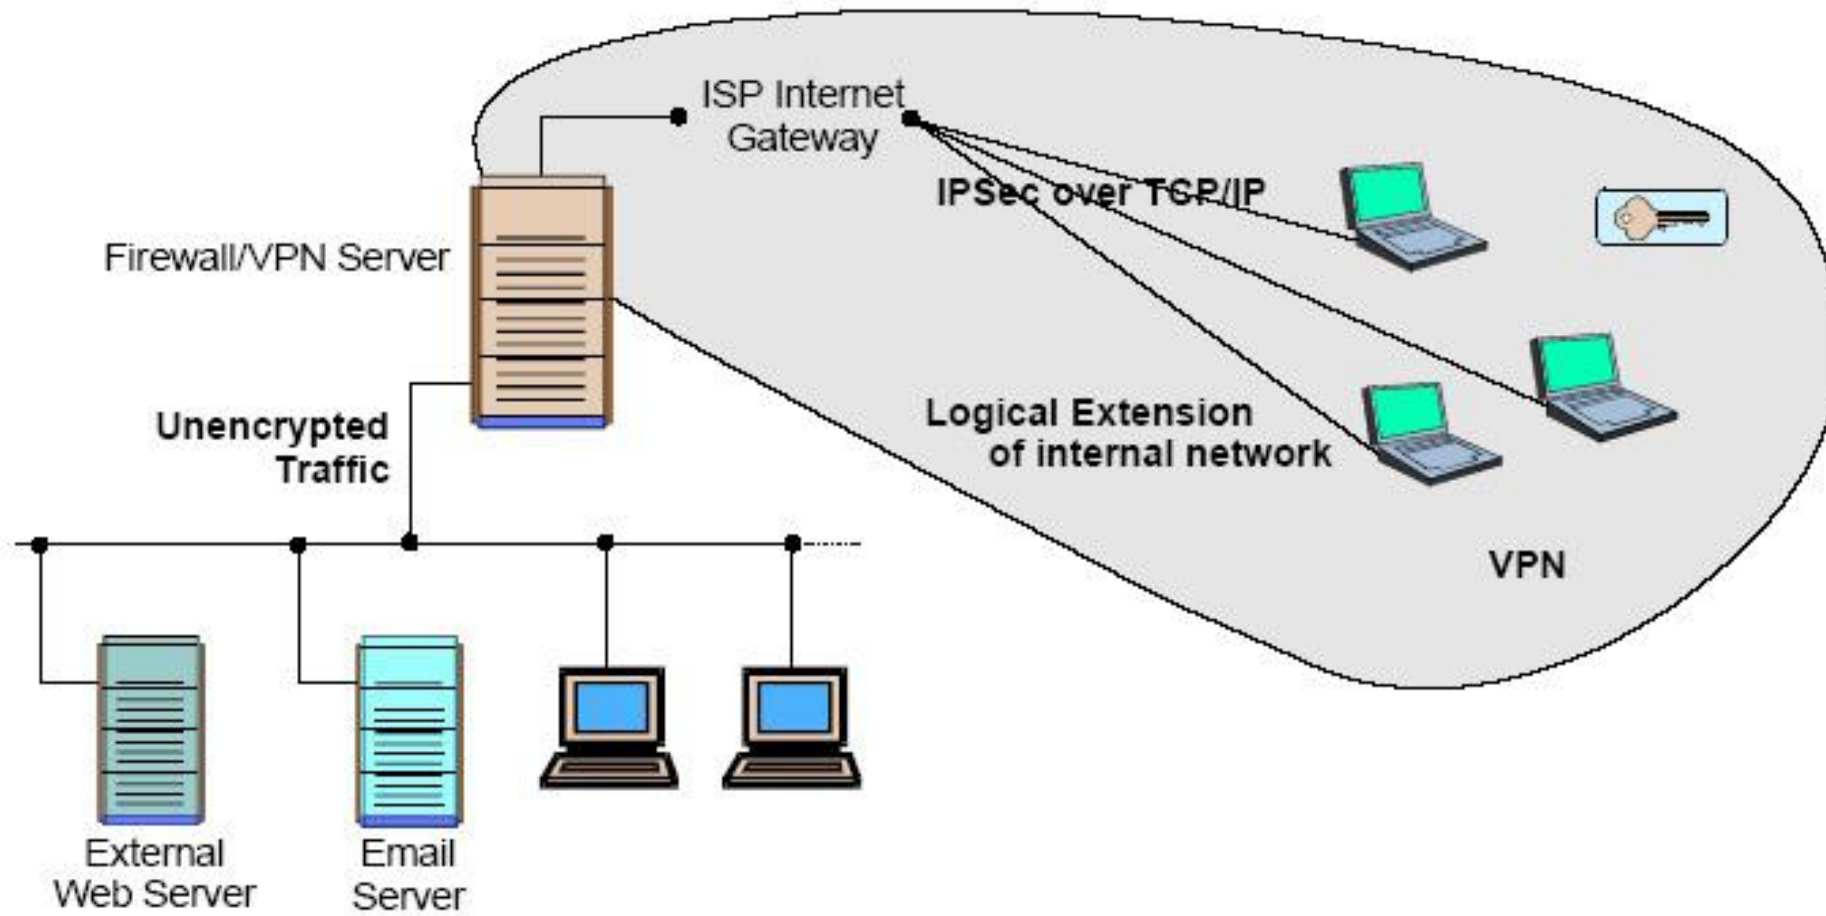 ISP Internet
Gateway
IPSec over TCP/IP
Firewall/VPN Server
Unencrypted
Traffic
Logical Extension
of internal network
VPN
External
Web Server
Email
Server